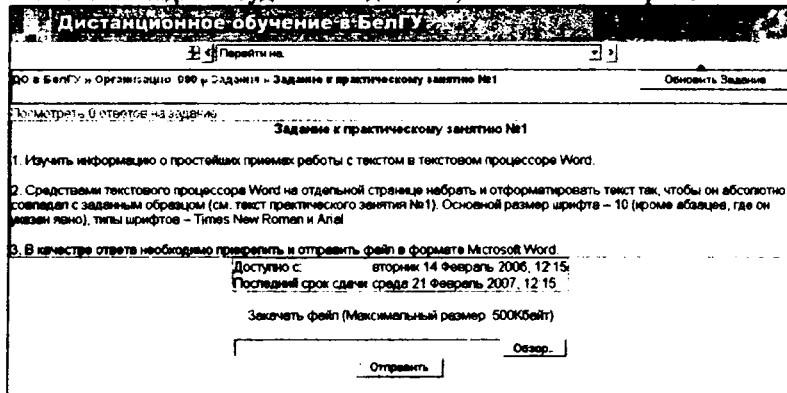 Дистанционное обучение в БелГУ
Перейти на.
ДО в БелГУ » Организацио 080 » Задания » Задание к практическому занятию №1
Обновить Задание
Посмотреть 0 ответов на задание
Задание к практическому занятию №1
1. Изучить информацию о простейших приемах работы с текстом в текстовом процессоре Word.
2. Средствами текстового процессора Word на отдельной странице набрать и отформатировать текст так, чтобы он абсолютно
совпадал с заданным образцом (см. текст практического занятия №1). Основной размер шрифта – 10 (кроме абзацев, где он
указан явно), типы шрифтов – Times New Roman и Arial
3. В качестве ответа необходимо прикрепить и отправить файл в формате Microsoft Word.
Доступно с: вторник 14 Февраль 2006, 12:15
Последний срок сдачи: среда 21 Февраль 2007, 12:15
Закачать файл (Максимальный размер 500Кбайт)
Обзор..
Отправить